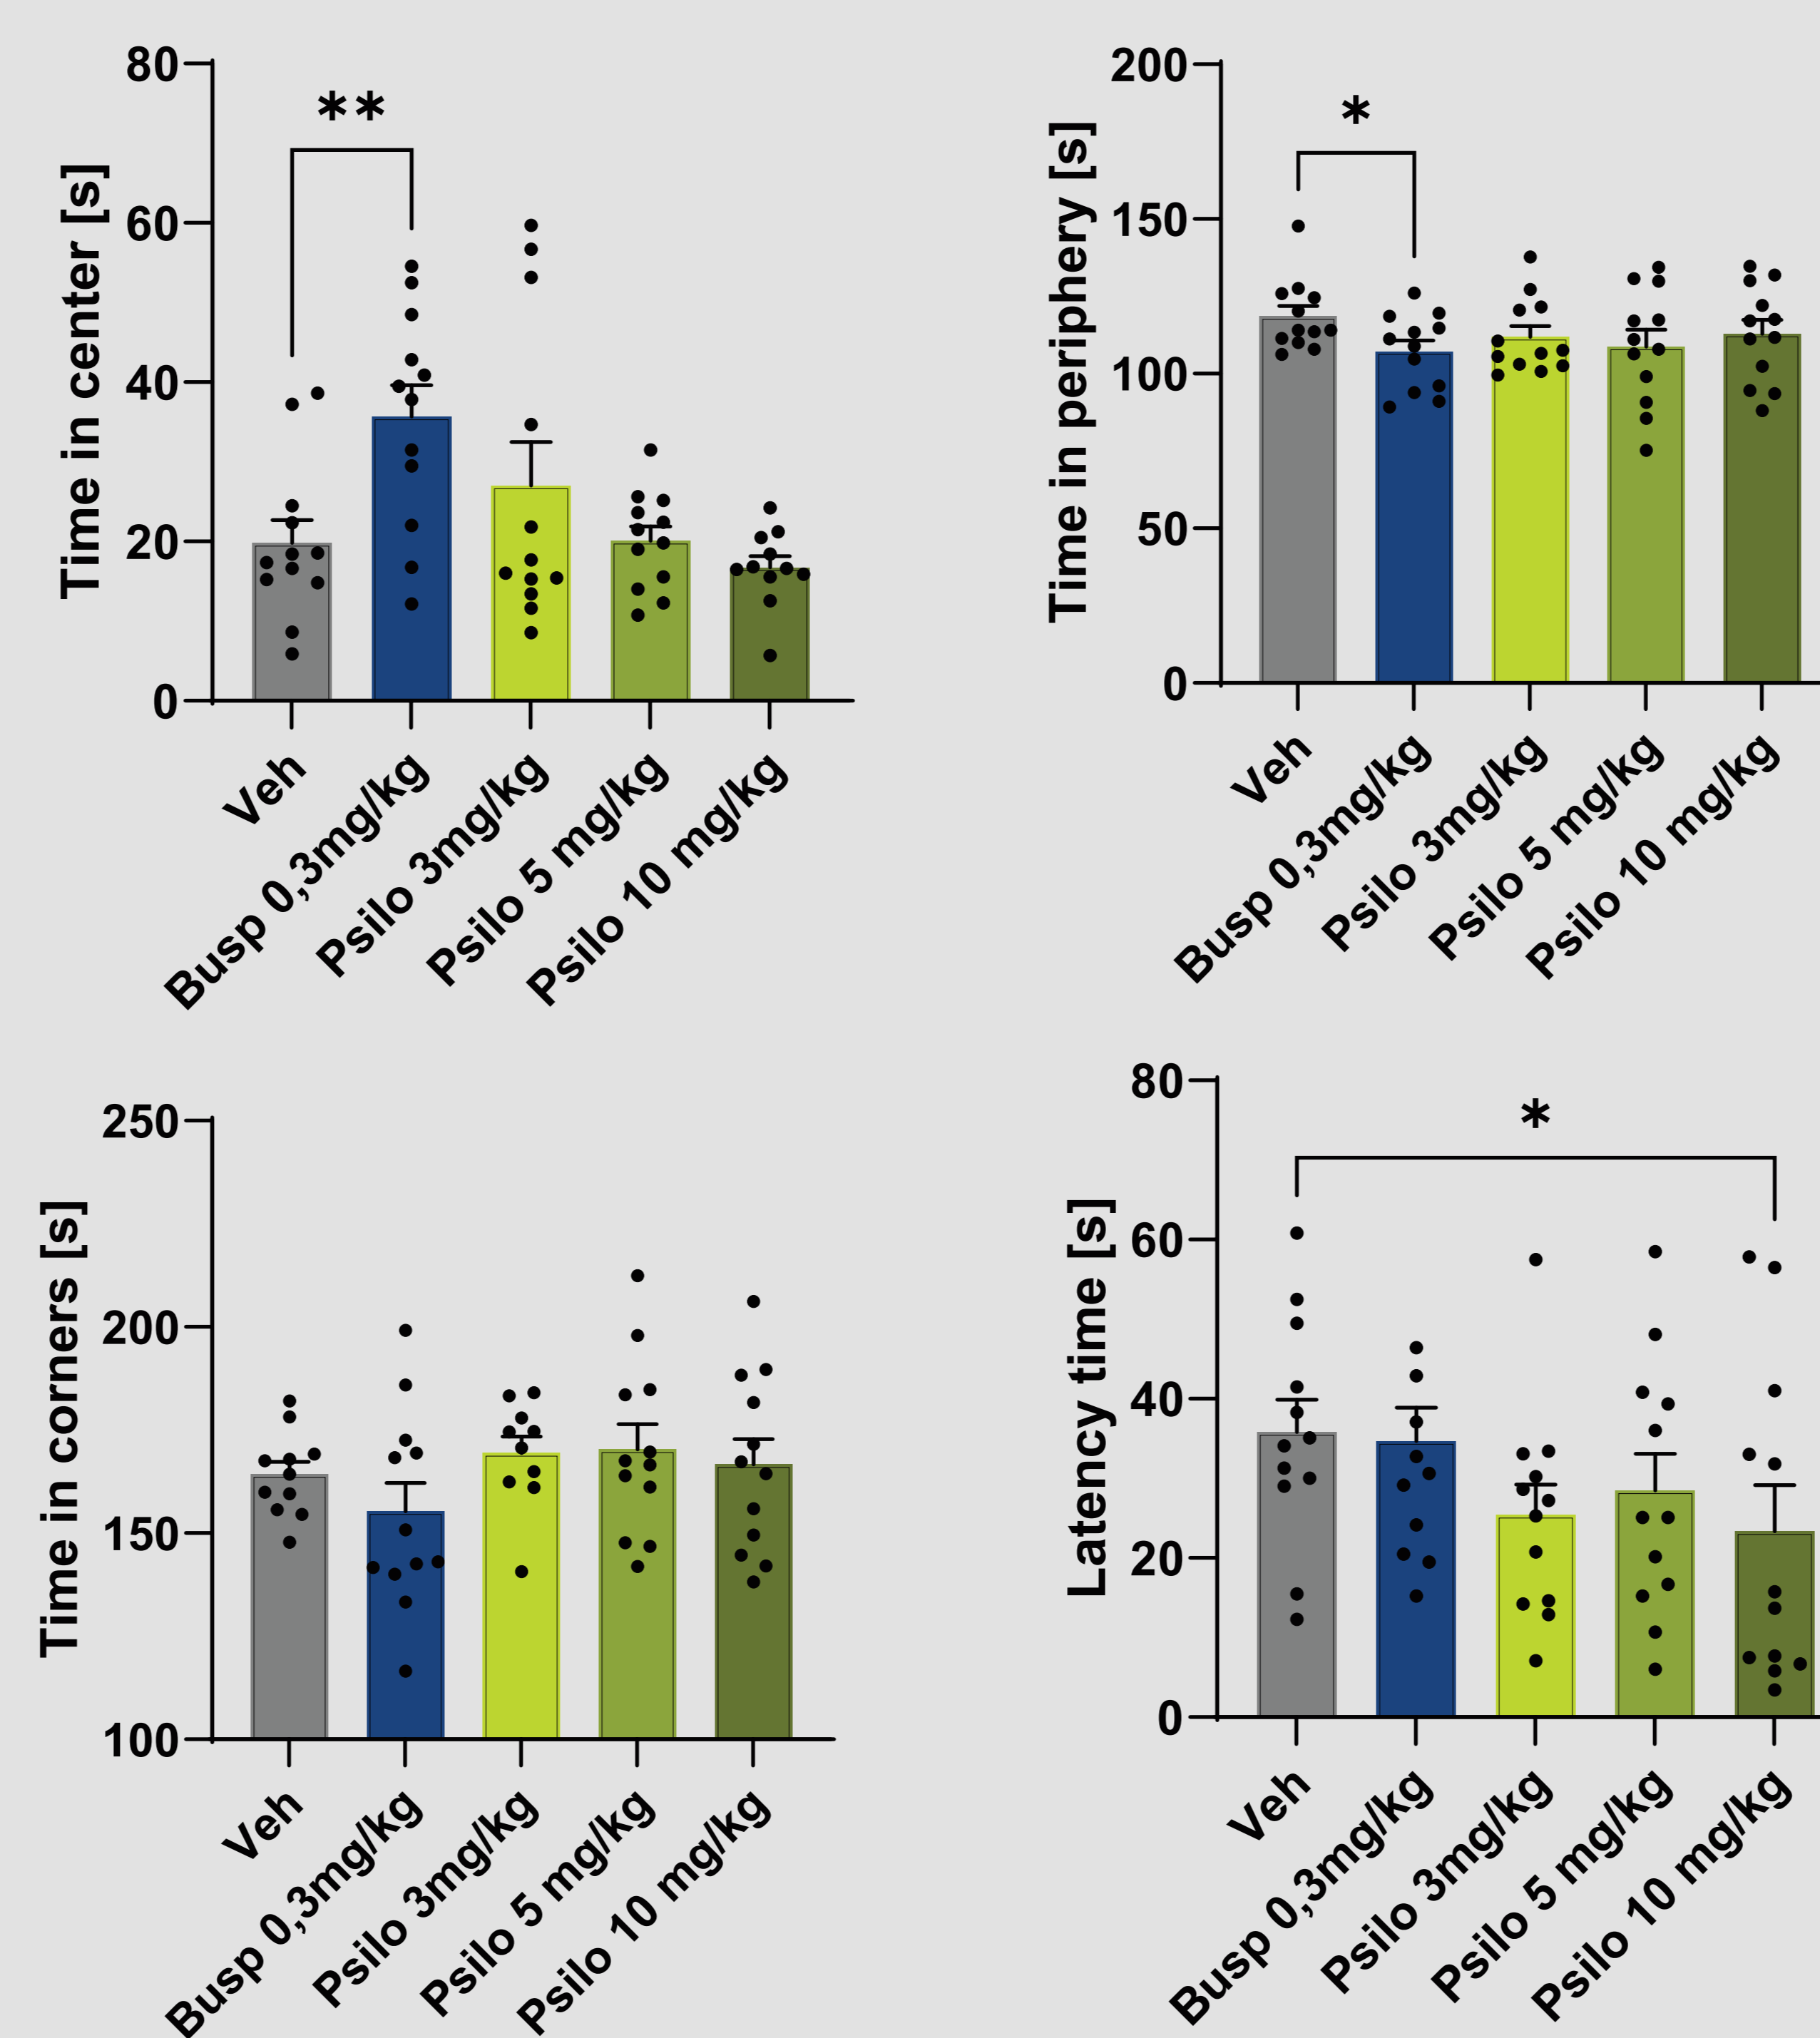 Time in center [s]
80
60
40
20
0
**
Veh
Busp 0,3mg/kg
Psilo 3mg/kg
Psilo 5 mg/kg
Psilo 10 mg/kg
Time in periphery [s]
200
150
100
50
0
*
Veh
Busp 0,3mg/kg
Psilo 3mg/kg
Psilo 5 mg/kg
Psilo 10 mg/kg
Time in corners [s]
250
200
150
100
Veh
Busp 0,3mg/kg
Psilo 3mg/kg
Psilo 5 mg/kg
Psilo 10 mg/kg
Latency time [s]
80
60
40
20
0
*
Veh
Busp 0,3mg/kg
Psilo 3mg/kg
Psilo 5 mg/kg
Psilo 10 mg/kg